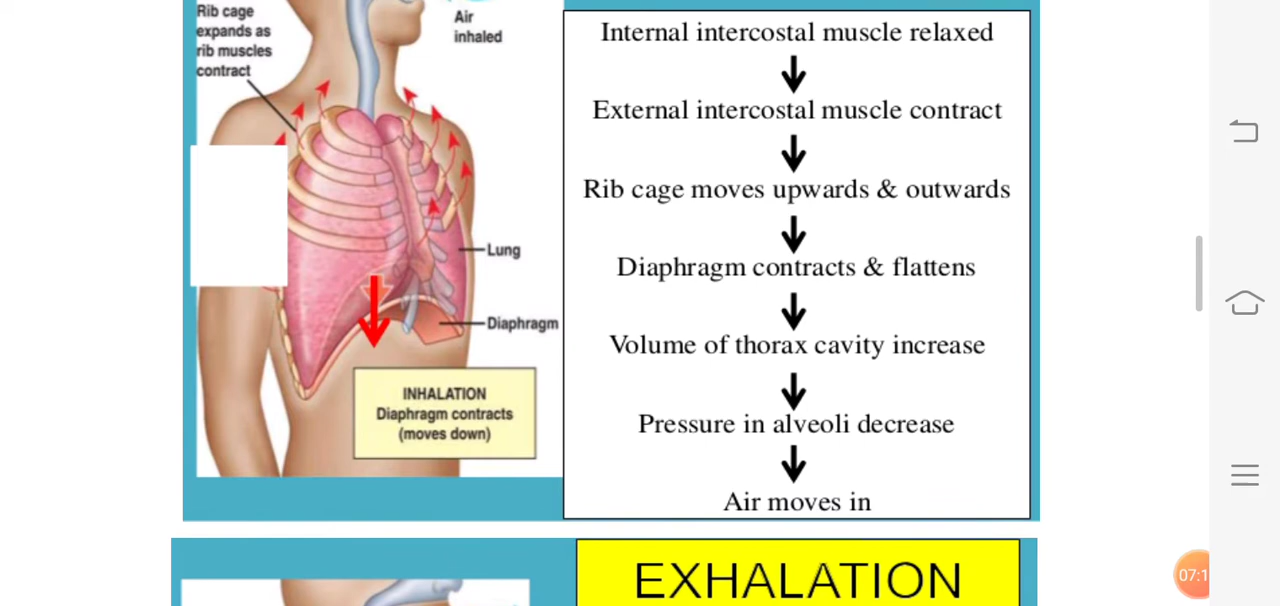 Rib cage
expands as
rib muscles
contract
Air
inhaled
Lung
Diaphragm
INHALATION
Diaphragm contracts
(moves down)
Internal intercostal muscle relaxed
External intercostal muscle contract
Rib cage moves upwards & outwards
Diaphragm contracts & flattens
Volume of thorax cavity increase
Pressure in alveoli decrease
Air moves in
EXHALATION